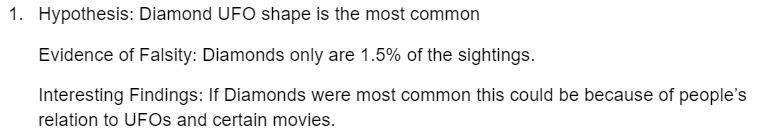 1. Hypothesis: Diamond UFO shape is the most common
Evidence of Falsity: Diamonds only are 1.5% of the sightings.
Interesting Findings: If Diamonds were most common this could be because of people’s
relation to UFOs and certain movies.